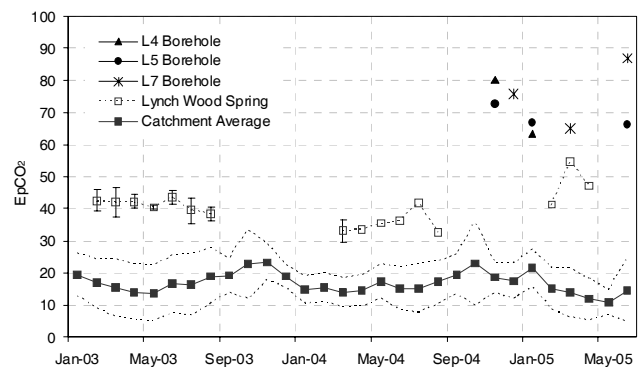 100
90
80
70
60
50
40
30
20
10
0
EpCO2
L4 Borehole
L5 Borehole
L7 Borehole
Lynch Wood Spring
Catchment Average
Jan-03 May-03 Sep-03 Jan-04 May-04 Sep-04 Jan-05 May-05